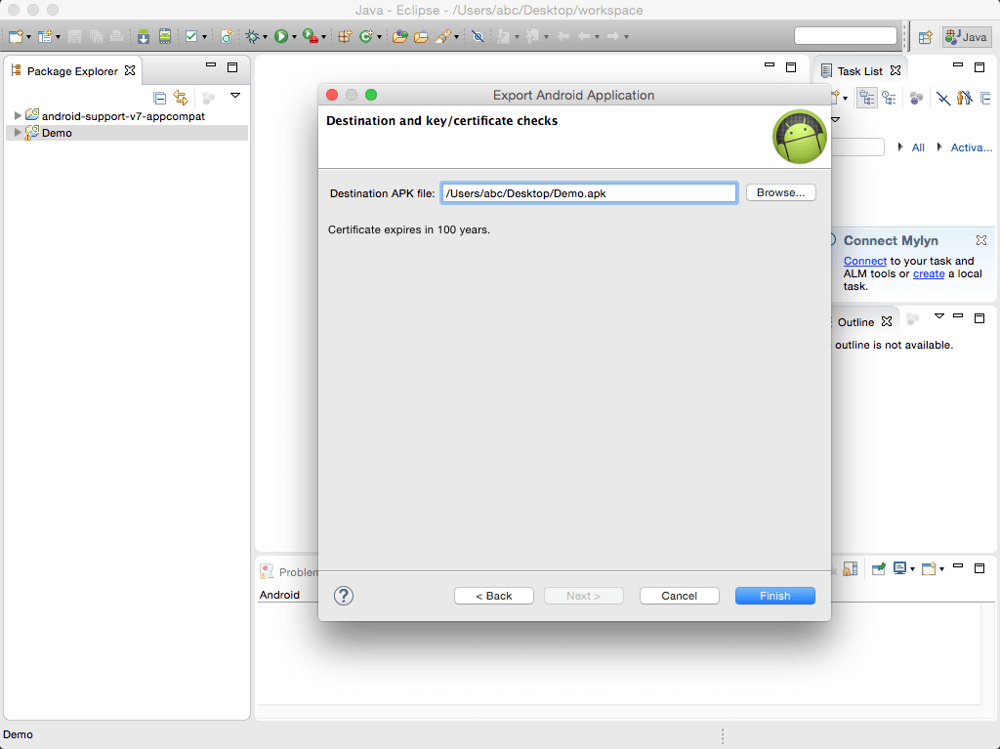 Java - Eclipse - /Users/abc/Desktop/workspace
Java
Package Explorer
android-support-v7-appcompat
Demo
Task List
All
Activa...
Export Android Application
Destination and key/certificate checks
Destination APK file:
/Users/abc/Desktop/Demo.apk
Browse...
Certificate expires in 100 years.
Connect Mylyn
Connect to your task and
ALM tools or create a local
task.
Outline
outline is not available.
Problem
Android
?
< Back
Next >
Cancel
Finish
Demo